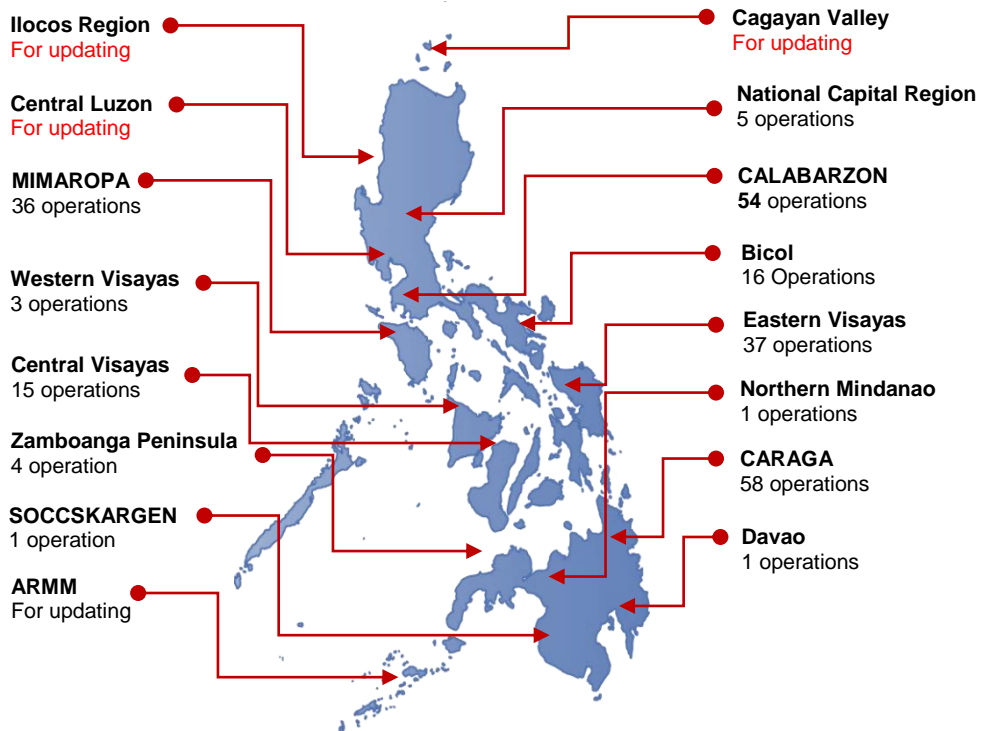 Ilocos Region
For updating
Central Luzon
For updating
MIMAROPA
36 operations
Western Visayas
3 operations
Central Visayas
15 operations
Zamboanga Peninsula
4 operation
SOCCSKARGEN
1 operation
ARMM
For updating
Cagayan Valley
For updating
National Capital Region
5 operations
CALABARZON
54 operations
Bicol
16 Operations
Eastern Visayas
37 operations
Northern Mindanao
1 operations
CARAGA
58 operations
Davao
1 operations